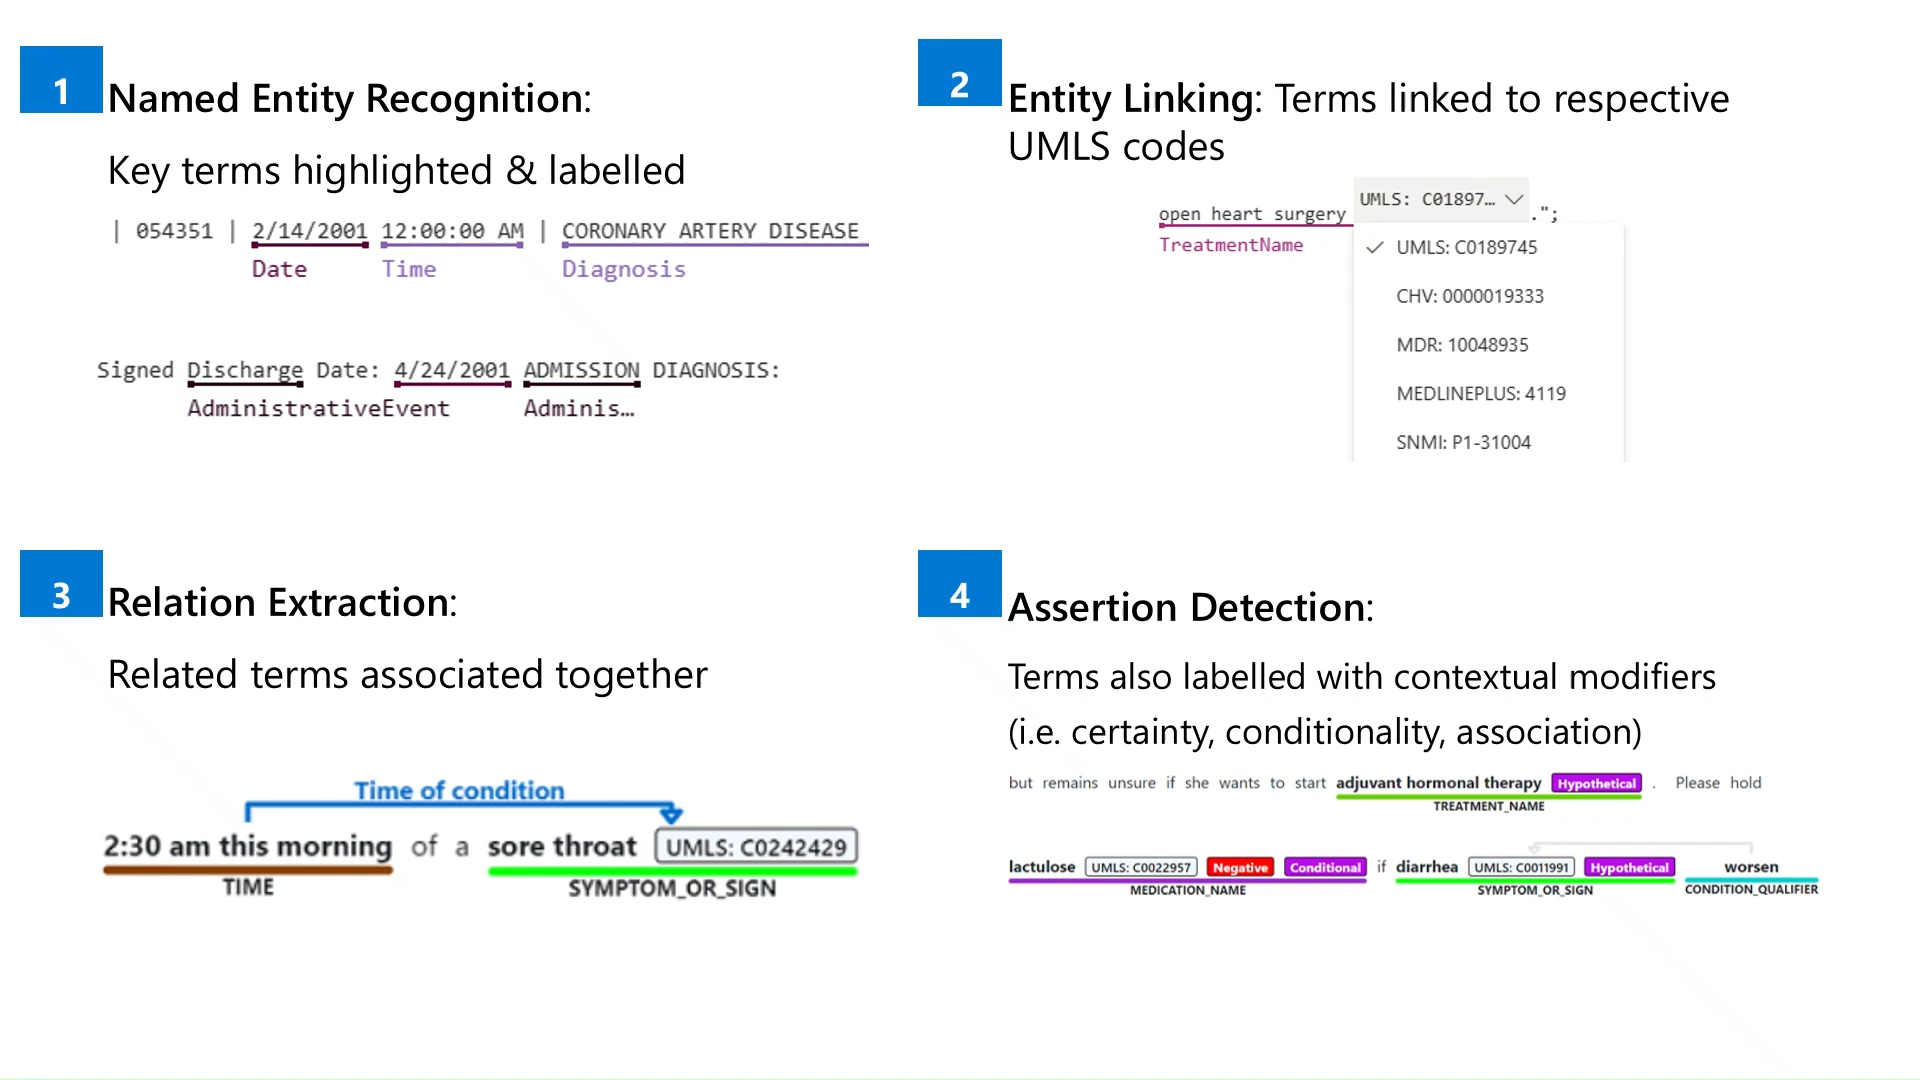 1
Named Entity Recognition:
Key terms highlighted & labelled
| 054351 | 2/14/2001 12:00:00 AM | CORONARY ARTERY DISEASE
Date Time Diagnosis
Signed Discharge Date: 4/24/2001 ADMISSION DIAGNOSIS:
AdministrativeEvent Adminis…
2
Entity Linking: Terms linked to respective
UMLS codes
UMLS: C01897…
open heart surgery .";
TreatmentName
UMLS: C0189745
CHV: 0000019333
MDR: 10048935
MEDLINEPLUS: 4119
SNMI: P1-31004
3
Relation Extraction:
Related terms associated together
Time of condition
2:30 am this morning of a sore throat UMLS: C0242429
TIME SYMPTOM_OR_SIGN
4
Assertion Detection:
Terms also labelled with contextual modifiers
(i.e. certainty, conditionality, association)
but remains unsure if she wants to start adjuvant hormonal therapy Hypothetical . Please hold
TREATMENT_NAME
lactulose UMLS: C0022957 Negative Conditional if diarrhea UMLS: C0011991 Hypothetical worsen
MEDICATION_NAME SYMPTOM_OR_SIGN CONDITION_QUALIFIER